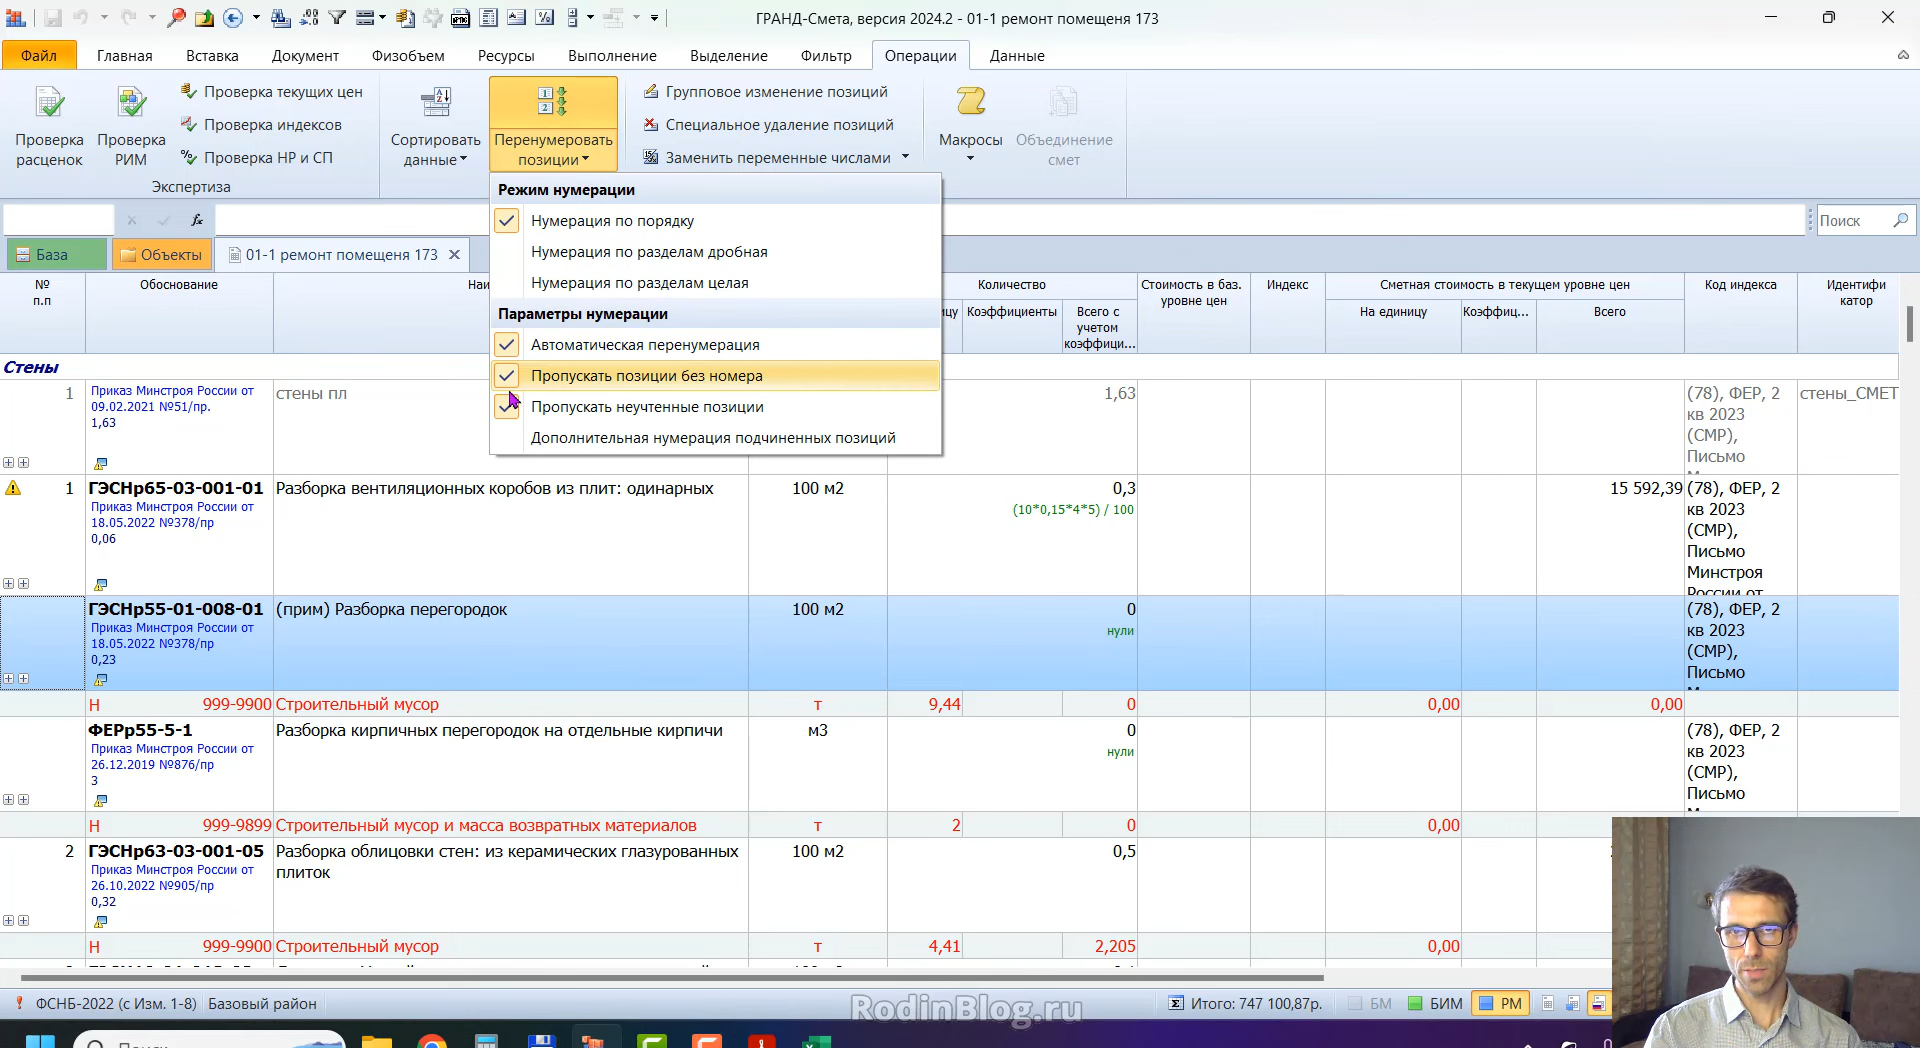 ГРАНД-Смета, версия 2024.2 - 01-1 ремонт помещеня 173
Файл
Главная
Вставка
Документ
Физобъем
Ресурсы
Выполнение
Выделение
Фильтр
Операции
Данные
Проверка
расценок
Проверка
РИМ
Проверка текущих цен
Проверка индексов
Проверка НР и СП
Экспертиза
Сортировать
данные
Перенумеровать
позиции
Групповое изменение позиций
Специальное удаление позиций
Заменить переменные числами
Макросы
Объединение
смет
Режим нумерации
Нумерация по порядку
Нумерация по разделам дробная
Нумерация по разделам целая
Параметры нумерации
Автоматическая перенумерация
Пропускать позиции без номера
Пропускать неучтенные позиции
Дополнительная нумерация подчиненных позиций
fx
Поиск
База
Объекты
01-1 ремонт помещеня 173
№
п.п
Обоснование
Наи
Количество
ицу
Коэффициенты
Всего с
учетом
коэффици...
Стоимость в баз.
уровне цен
Индекс
Сметная стоимость в текущем уровне цен
На единицу
Коэффиц...
Всего
Код индекса
Идентифи
катор
Стены
1
Приказ Минстроя России от
09.02.2021 №51/пр.
1,63
стены пл
1,63
(78), ФЕР, 2
кв 2023
(СМР),
Письмо
стены_СМЕТ
1
ГЭСНр65-03-001-01
Приказ Минстроя России от
18.05.2022 №378/пр
0,06
Разборка вентиляционных коробов из плит: одинарных
100 м2
0,3
(10*0,15*4*5) / 100
15 592,39
(78), ФЕР, 2
кв 2023
(СМР),
Письмо
Минстроя
России от
ГЭСНр55-01-008-01
Приказ Минстроя России от
18.05.2022 №378/пр
0,23
(прим) Разборка перегородок
100 м2
0
нули
(78), ФЕР, 2
кв 2023
(СМР),
Письмо
Н 999-9900 Строительный мусор т 9,44 0 0,00 0,00
ФЕРр55-5-1
Приказ Минстроя России от
26.12.2019 №876/пр
3
Разборка кирпичных перегородок на отдельные кирпичи
м3
0
нули
(78), ФЕР, 2
кв 2023
(СМР),
Письмо
Н 999-9899 Строительный мусор и масса возвратных материалов т 2 0 0,00
2
ГЭСНр63-03-001-05
Приказ Минстроя России от
26.10.2022 №905/пр
0,32
Разборка облицовки стен: из керамических глазурованных
плиток
100 м2
0,5
Н 999-9900 Строительный мусор т 4,41 2,205 0,00
ФСНБ-2022 (с Изм. 1-8) Базовый район
RodinBlog.ru
Итого: 747 100,87р.
БМ
БИМ
РМ